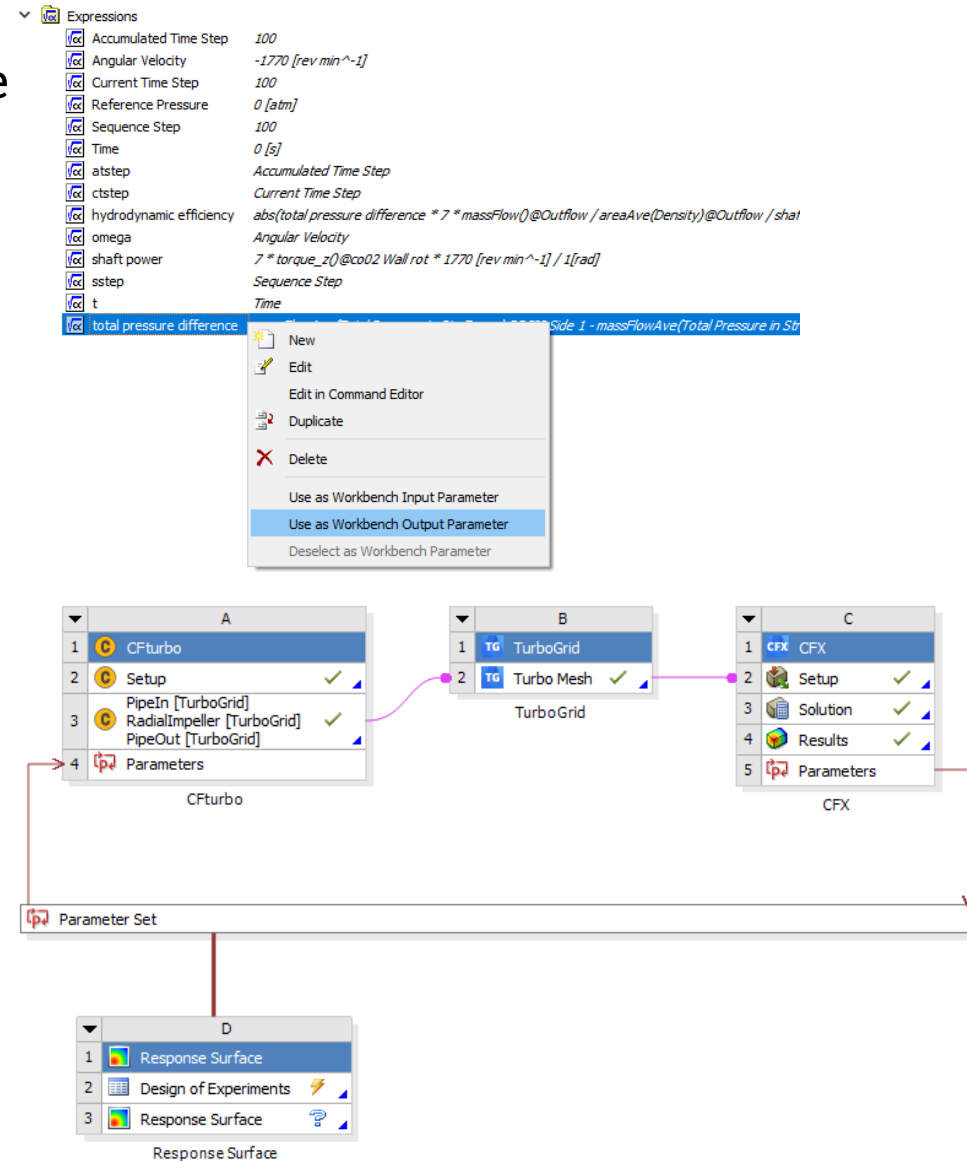 Expressions
e
Accumulated Time Step 100
Angular Velocity -1770 [rev min^-1]
Current Time Step 100
Reference Pressure 0 [atm]
Sequence Step 100
Time 0 [s]
atstep Accumulated Time Step
ctstep Current Time Step
hydrodynamic efficiency abs(total pressure difference * 7 * massFlow()@Outflow / areaAve(Density)@Outflow / shaf
omega Angular Velocity
shaft power 7 * torque_z()@co02 Wall rot * 1770 [rev min^-1] / 1[rad]
sstep Sequence Step
t Time
total pressure difference Side 1 - massFlowAve(Total Pressure in Str
New
Edit
Edit in Command Editor
Duplicate
Delete
Use as Workbench Input Parameter
Use as Workbench Output Parameter
Deselect as Workbench Parameter
A
1 C CFturbo
2 C Setup
3 C PipeIn [TurboGrid]
RadialImpeller [TurboGrid]
PipeOut [TurboGrid]
4 Parameters
CFturbo
B
1 TG TurboGrid
2 TG Turbo Mesh
TurboGrid
C
1 CFX CFX
2 Setup
3 Solution
4 Results
5 Parameters
CFX
Parameter Set
D
1 Response Surface
2 Design of Experiments
3 Response Surface
Response Surface